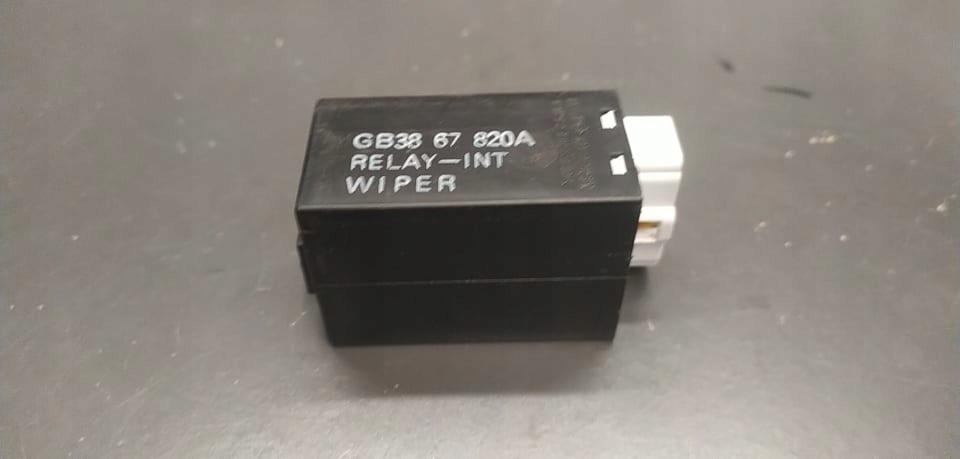 GB38 67 820A
RELAY-INT
WIPER